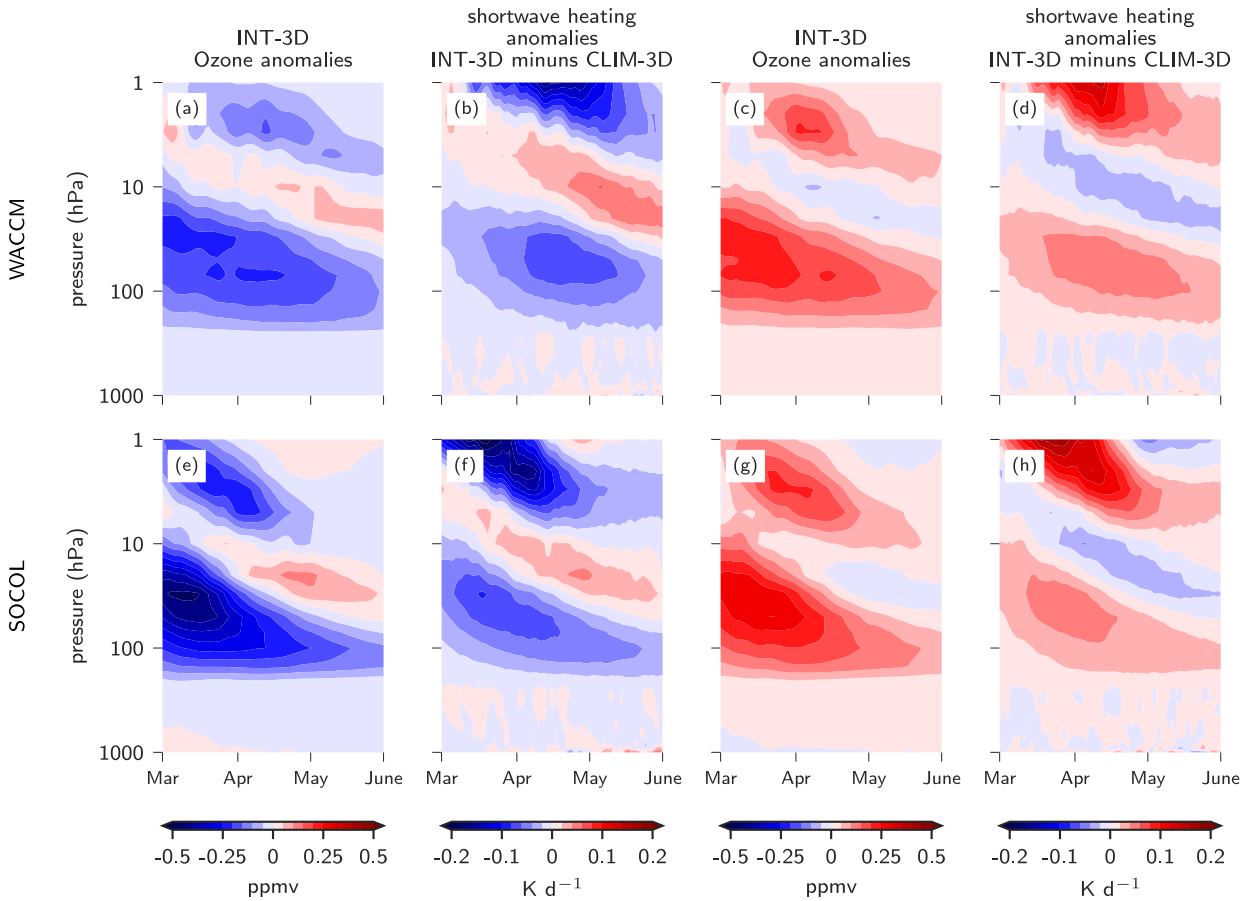 INT-3D
Ozone anomalies
shortwave heating
anomalies
INT-3D minuns CLIM-3D
INT-3D
Ozone anomalies
shortwave heating
anomalies
INT-3D minuns CLIM-3D
WACCM
pressure (hPa)
1
10
100
1000
(a)
(b)
(c)
(d)
SOCOL
pressure (hPa)
1
10
100
1000
(e)
(f)
(g)
(h)
Mar Apr May June
Mar Apr May June
Mar Apr May June
Mar Apr May June
-0.5 -0.25 0 0.25 0.5
ppmv
-0.2 -0.1 0 0.1 0.2
K d⁻¹
-0.5 -0.25 0 0.25 0.5
ppmv
-0.2 -0.1 0 0.1 0.2
K d⁻¹